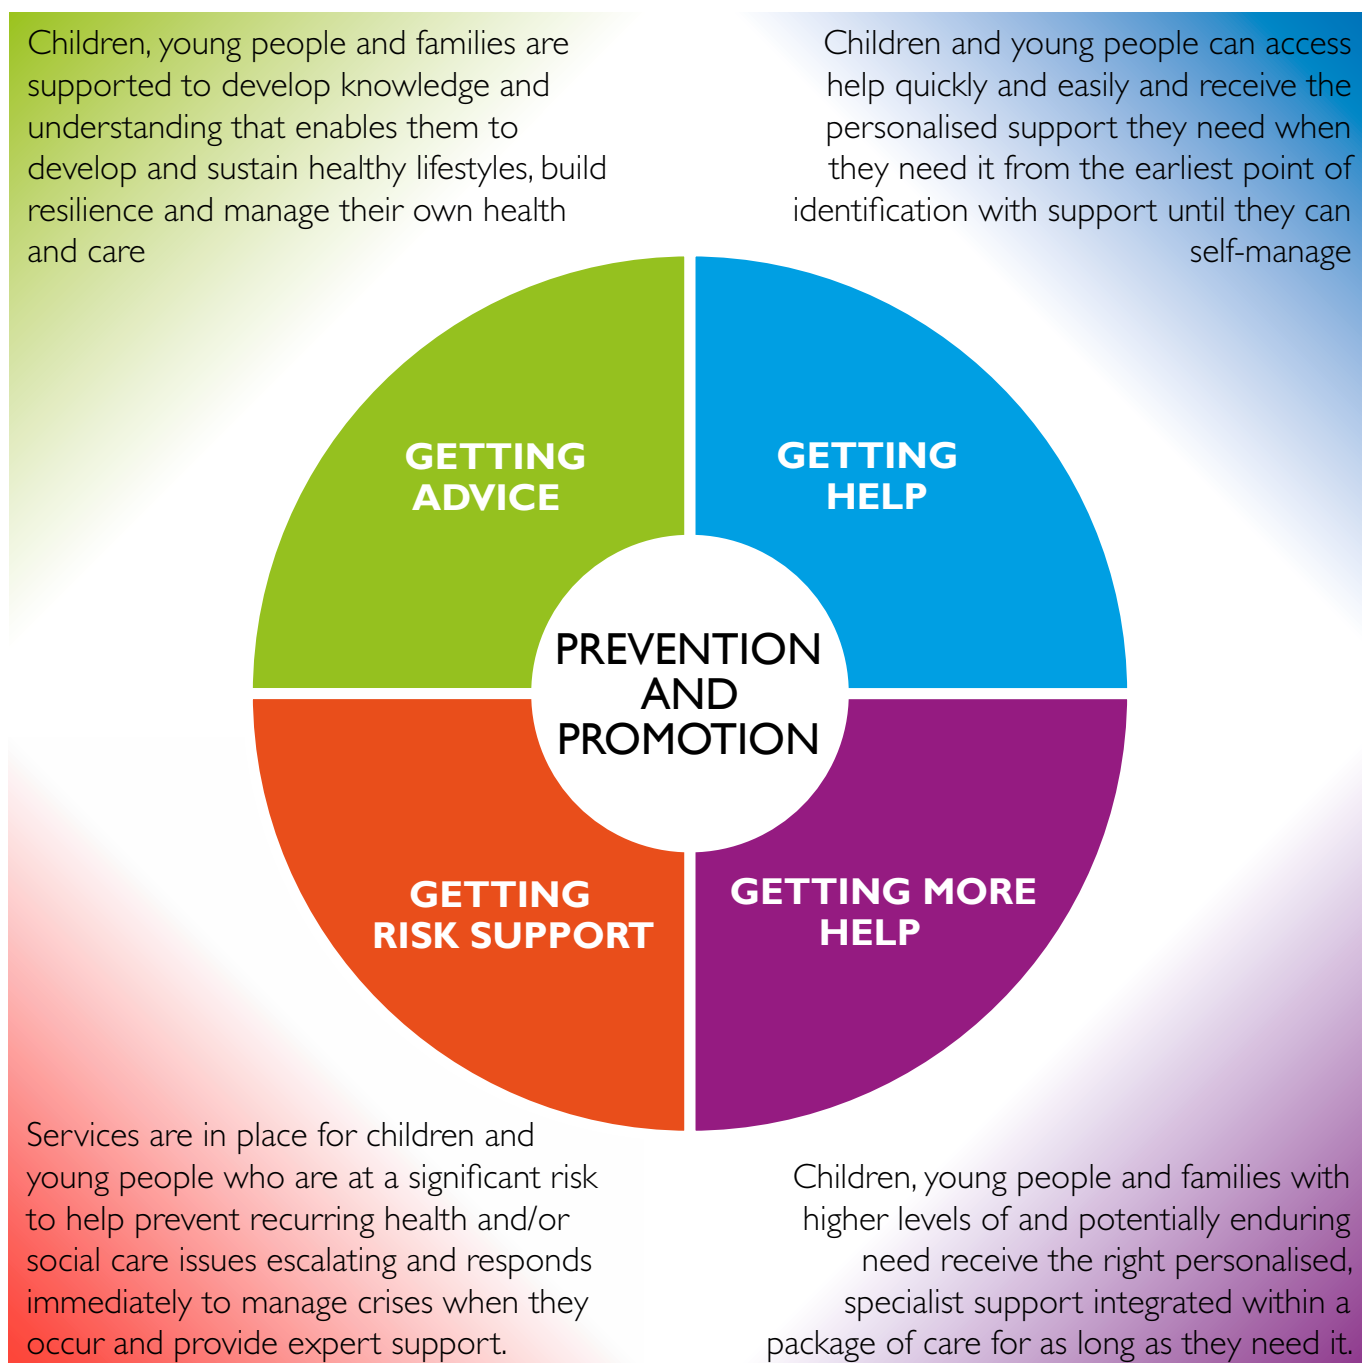 Children, young people and families are
supported to develop knowledge and
understanding that enables them to
develop and sustain healthy lifestyles, build
resilience and manage their own health
and care
Children and young people can access
help quickly and easily and receive the
personalised support they need when
they need it from the earliest point of
identification with support until they can
self-manage
GETTING
ADVICE
GETTING
HELP
PREVENTION
AND
PROMOTION
GETTING
RISK SUPPORT
GETTING MORE
HELP
Services are in place for children and
young people who are at a significant risk
to help prevent recurring health and/or
social care issues escalating and responds
immediately to manage crises when they
occur and provide expert support.
Children, young people and families with
higher levels of and potentially enduring
need receive the right personalised,
specialist support integrated within a
package of care for as long as they need it.